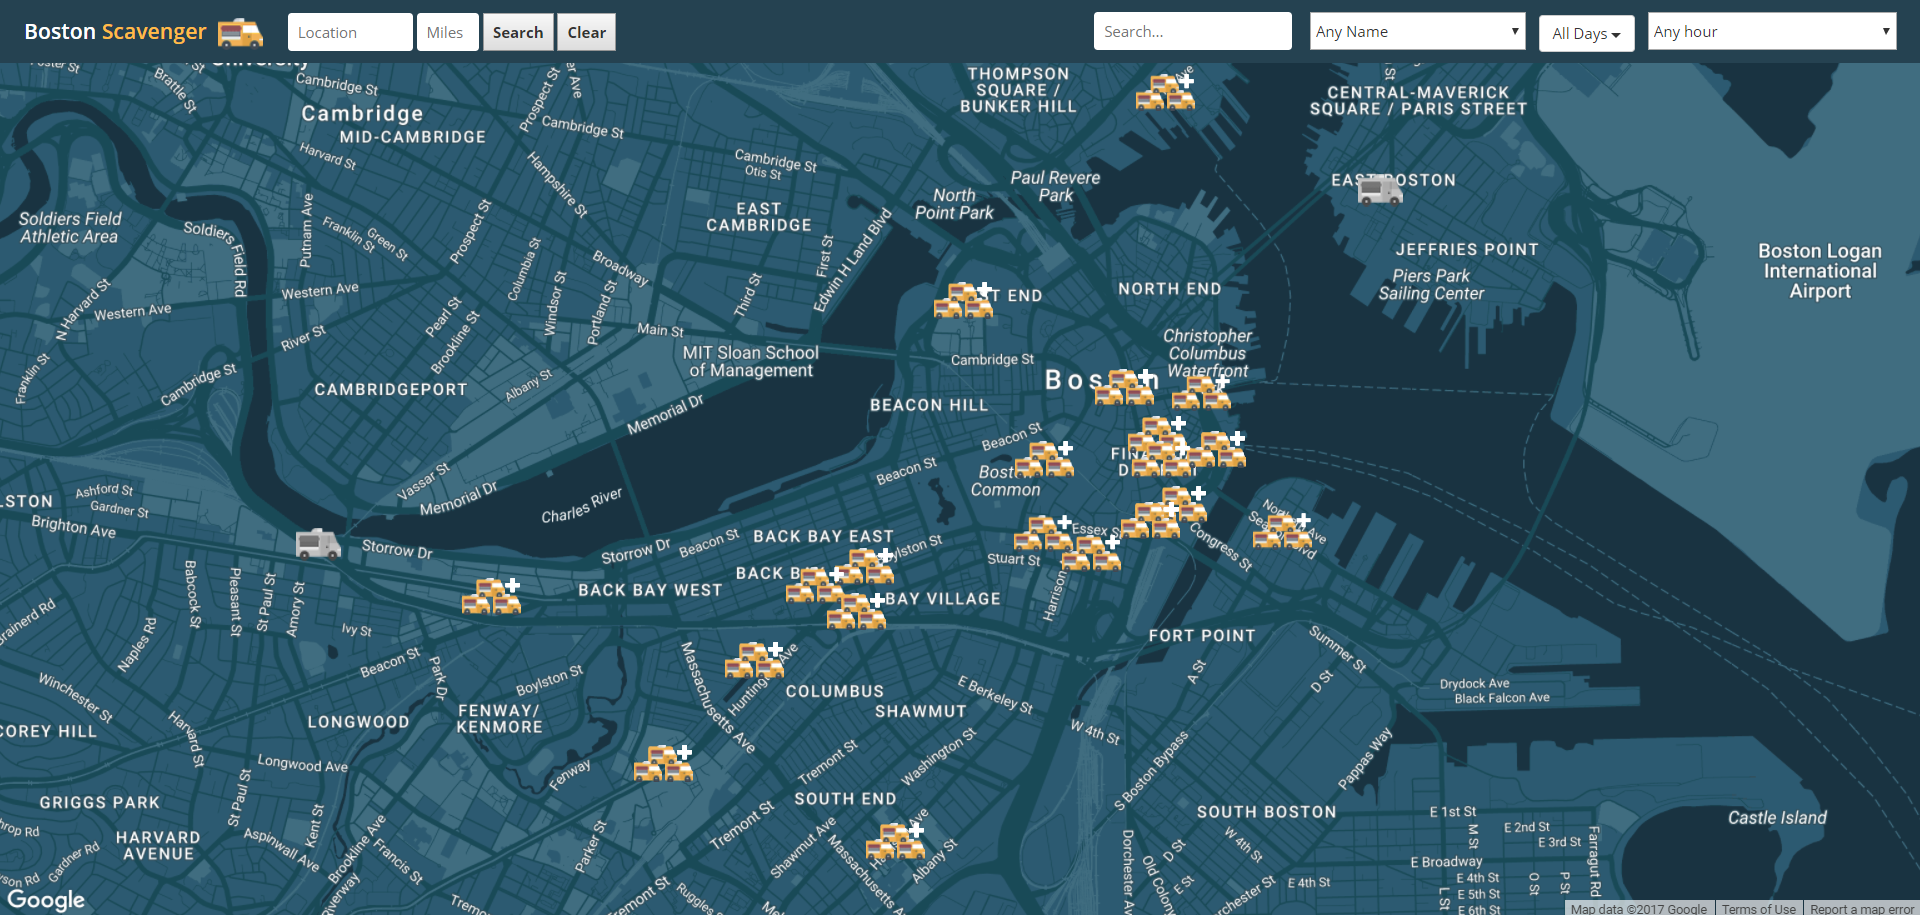 Boston Scavenger
Location
Miles
Search
Clear
Search...
Any Name
All Days
Any hour
University
Cambridge
MID-CAMBRIDGE
Brattle St
Cambridge St
Prospect St
Cambridge St
Harvard St
Hampshire St
Cambridge St
Otis St
THOMPSON
SQUARE /
BUNKER HILL
CENTRAL-MAVERICK
SQUARE / PARIS STREET
EAST BOSTON
Paul Revere
Park
North
Point Park
EAST
CAMBRIDGE
Soldiers Field
Athletic Area
Soldiers Field Rd
Putnam Ave
Franklin St
Green St
Prospect St
Columbia St
Windsor St
Portland St
Broadway
Third St
First St
Edwin H Land Blvd
JEFFRIES POINT
Piers Park
Sailing Center
Boston Logan
International
Airport
NORTH END
N Harvard St
Western Ave
Western Ave
River St
Pearl St
Brookline St
Main St
MIT Sloan School
of Management
Cambridge St
Christopher
Columbus
Waterfront
Franklin St
Cambridge St
CAMBRIDGEPORT
Albany St
Memorial Dr
BEACON HILL
Beacon St
Beacon St
Common
Vassar St
Memorial Dr
Charles River
Ashford St
Gardner St
Brighton Ave
Storrow Dr
Storrow Dr
Beacon St
BACK BAY EAST
Stuart St
Congress St
BACK BAY WEST
BAY VILLAGE
Harrison
FORT POINT
Babcock St
Pleasant St
St Paul St
Amory St
Ivy St
Naples Rd
Beacon St
Park Dr
Boylston St
Massachusetts Ave
COLUMBUS
SHAWMUT
E Berkeley St
W 4th St
A St
D St
Summer St
Drydock Ave
Black Falcon Ave
Winchester St
COREY HILL
Harvard St
LONGWOOD
FENWAY/
KENMORE
Longwood Ave
Fenway
Tremont St
Washington St
S Boston Bypass
Pappas Way
GRIGGS PARK
St Paul St
Kent St
SOUTH END
SOUTH BOSTON
E 1st St
Castle Island
HARVARD
AVENUE
Aspinwall Ave
Brookline Ave
Francis St
Parker St
Tremont St
Shawmut Ave
Massachusetts Ave
Albany St
Dorchester Ave
Old Colony
D St
E St
W 4th St
E 4th St
M St
E 2nd St
E 3rd St
E Broadway
E 4th St
E 5th St
E 6th St
L St
O St
P St
Farragut Rd
Gardner Rd
Riverway
Tremont St
Google
Map data ©2017 Google
Terms of Use
Report a map error